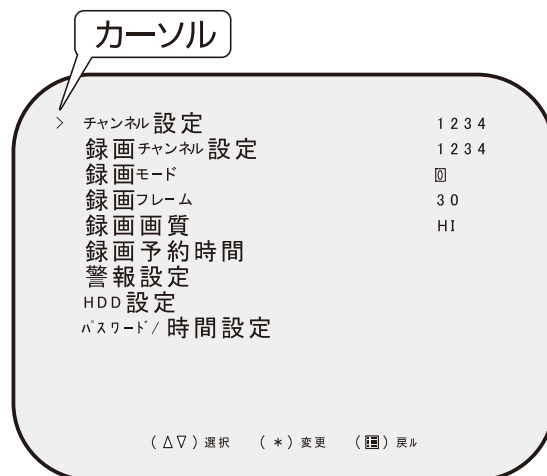 カーソル
> チャンネル設定 1234
録画チャンネル設定 1234
録画モード 0
録画フレーム 30
録画画質 HI
録画予約時間
警報設定
HDD設定
パスワード/時間設定
(△▽)選択 (*)変更 (▤)戻ル